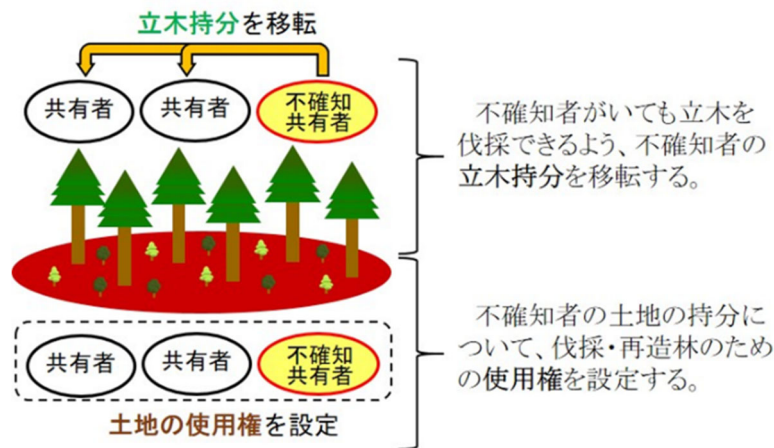 立木持分を移転
共有者
共有者
不確知
共有者
不確知者がいても立木を
伐採できるよう、不確知者の
立木持分を移転する。
不確知者の土地の持分に
ついて、伐採・再造林のため
の使用権を設定する。
共有者
共有者
不確知
共有者
土地の使用権を設定